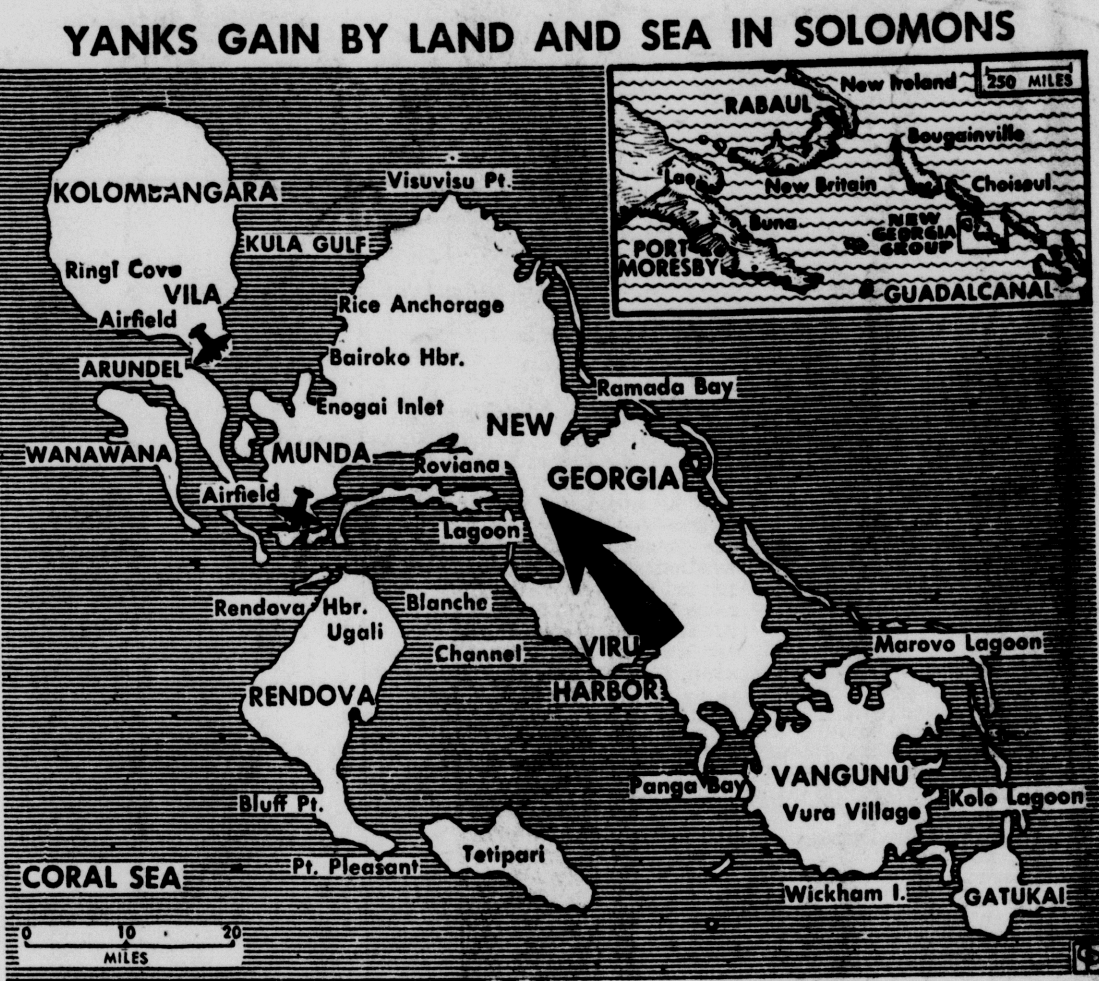 YANKS GAIN BY LAND AND SEA IN SOLOMONS
New Ireland
250 MILES
RABAUL
Bougainville
Lae
New Britain
Choiseul
Buna
NEW
GEORGIA
GROUP
PORT
MORESBY
GUADALCANAL
KOLOMBANGARA
Visuvisu Pt.
KULA GULF
Ringi Cove
VILA
Rice Anchorage
Airfield
Bairoko Hbr.
ARUNDEL
Ramada Bay
Enogai Inlet
NEW
WANAWANA
MUNDA
Roviana
GEORGIA
Airfield
Lagoon
Rendova Hbr.
Blanche
Ugali
VIRU
Marovo Lagoon
Channel
RENDOVA
HARBOR
Panga Bay
VANGUNU
Bluff Pt.
Vura Village
Kolo Lagoon
Tetipari
Pt. Pleasant
CORAL SEA
Wickham I.
GATUKAI
0 10 20
MILES